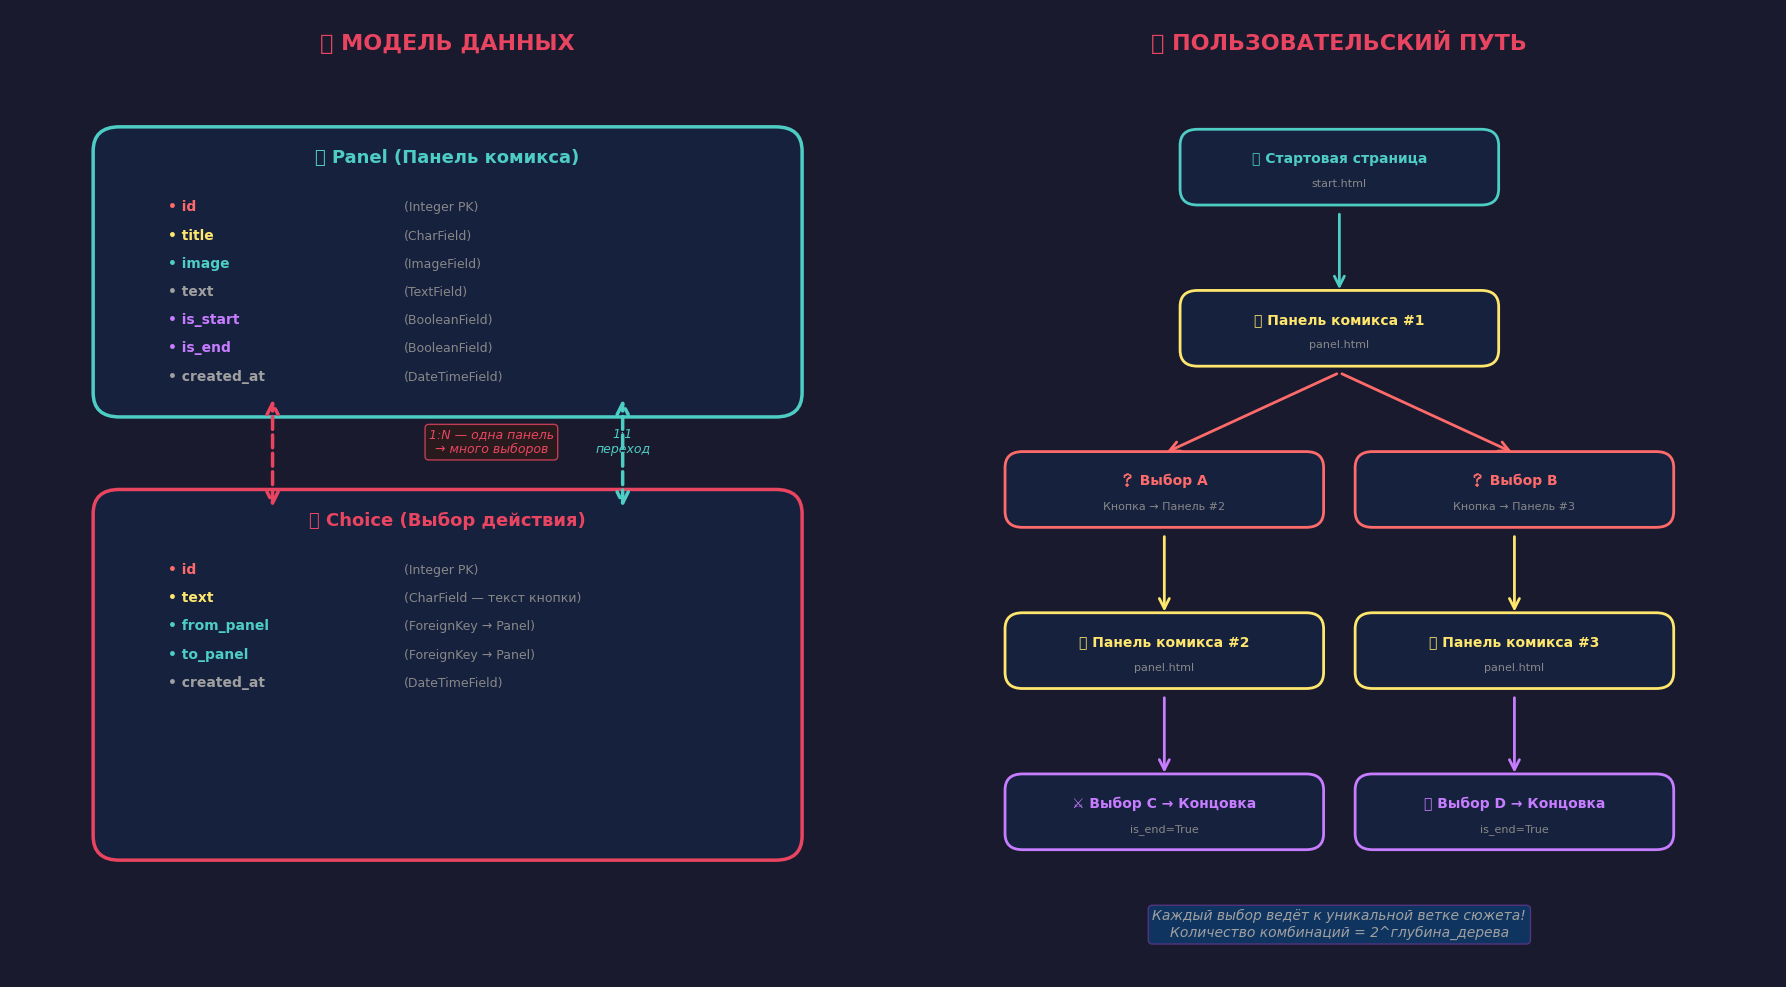 МОДЕЛЬ ДАННЫХ
Panel (Панель комикса)
• id (Integer PK)
• title (CharField)
• image (ImageField)
• text (TextField)
• is_start (BooleanField)
• is_end (BooleanField)
• created_at (DateTimeField)
1:N — одна панель
→ много выборов
1:1
переход
Choice (Выбор действия)
• id (Integer PK)
• text (CharField — текст кнопки)
• from_panel (ForeignKey → Panel)
• to_panel (ForeignKey → Panel)
• created_at (DateTimeField)
ПОЛЬЗОВАТЕЛЬСКИЙ ПУТЬ
Стартовая страница
start.html
Панель комикса #1
panel.html
❓ Выбор A
Кнопка → Панель #2
❓ Выбор B
Кнопка → Панель #3
Панель комикса #2
panel.html
Панель комикса #3
panel.html
⚔ Выбор C → Концовка
is_end=True
Выбор D → Концовка
is_end=True
Каждый выбор ведёт к уникальной ветке сюжета!
Количество комбинаций = 2^глубина_дерева